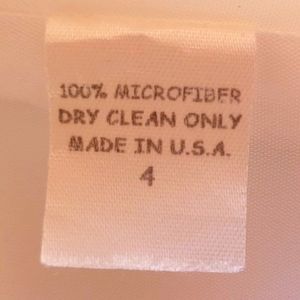 100% MICROFIBER
DRY CLEAN ONLY
MADE IN U.S.A.
4